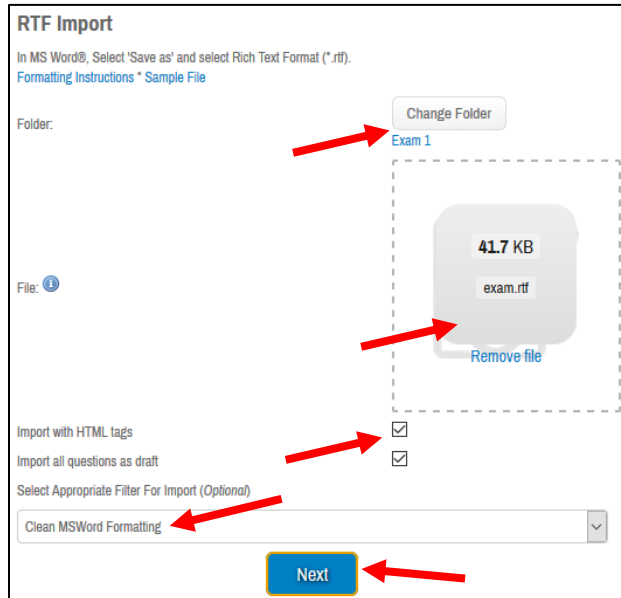 RTF Import
In MS Word®, Select 'Save as' and select Rich Text Format (*.rtf).
Formatting Instructions * Sample File
Folder:
Change Folder
Exam 1
41.7 KB
exam.rtf
File:
Remove file
Import with HTML tags
Import all questions as draft
Select Appropriate Filter For Import (Optional)
Clean MSWord Formatting
Next